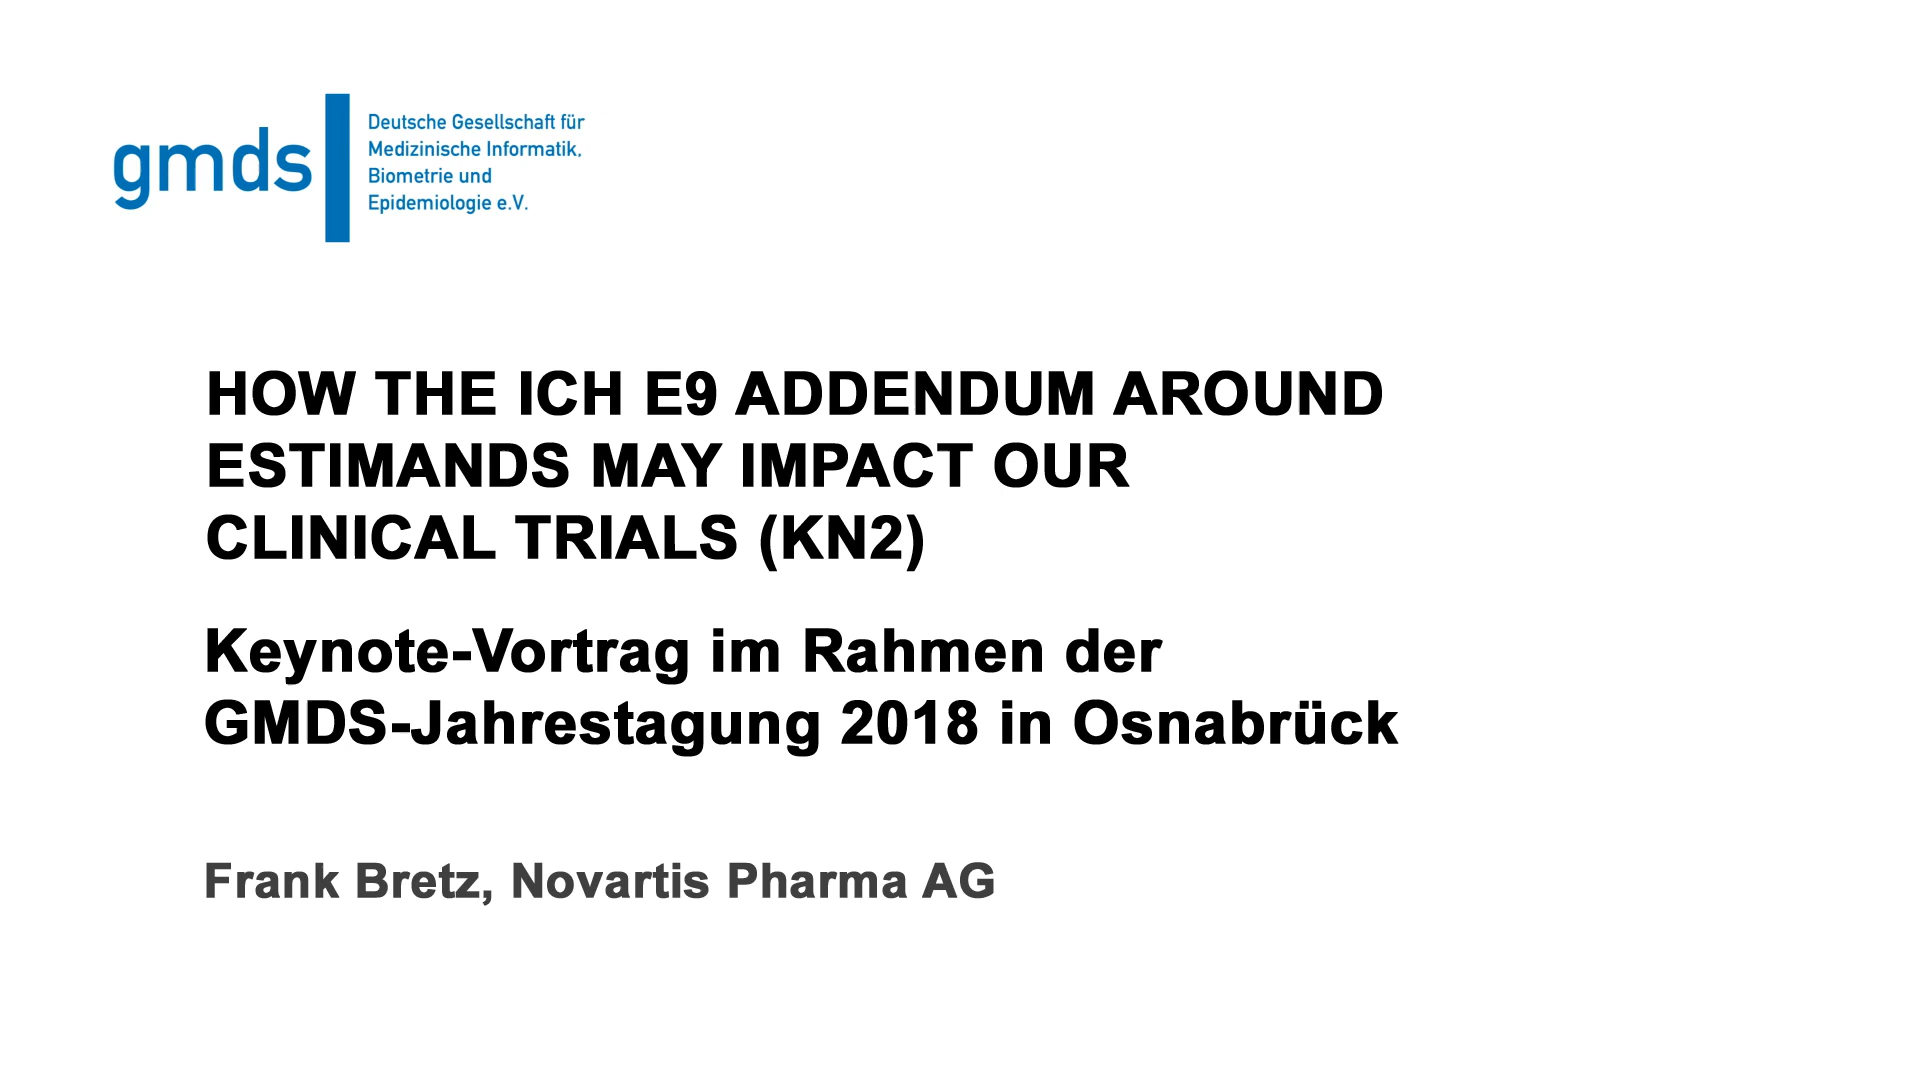 gmds
Deutsche Gesellschaft für
Medizinische Informatik,
Biometrie und
Epidemiologie e.V.
HOW THE ICH E9 ADDENDUM AROUND
ESTIMANDS MAY IMPACT OUR
CLINICAL TRIALS (KN2)
Keynote-Vortrag im Rahmen der
GMDS-Jahrestagung 2018 in Osnabrück
Frank Bretz, Novartis Pharma AG